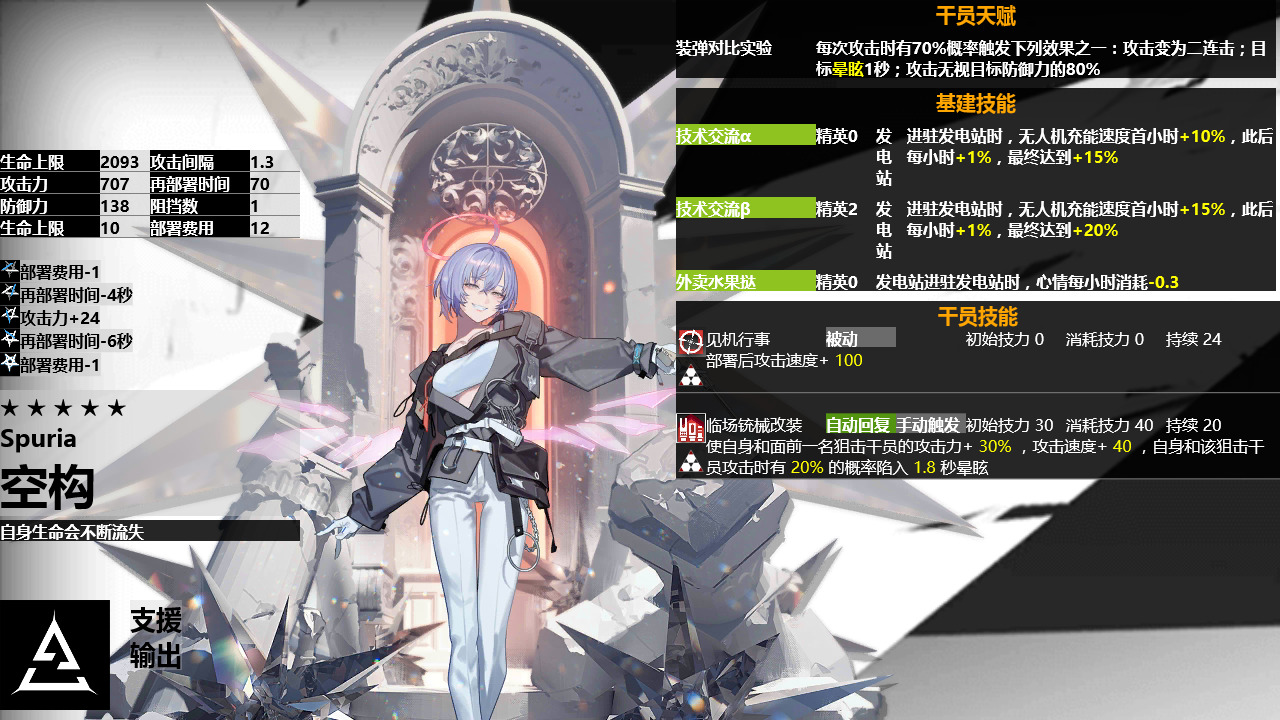 生命上限 2093 攻击间隔 1.3
攻击力 707 再部署时间 70
防御力 138 阻挡数 1
生命上限 10 部署费用 12
部署费用-1
再部署时间-4秒
攻击力+24
再部署时间-6秒
部署费用-1
★ ★ ★ ★ ★
Spuria
空构
自身生命会不断流失
支援
输出
干员天赋
装弹对比实验 每次攻击时有70%概率触发下列效果之一：攻击变为二连击；目
标晕眩1秒；攻击无视目标防御力的80%
基建技能
技术交流α 精英0 发 进驻发电站时，无人机充能速度首小时+10%，此后
电 每小时+1%，最终达到+15%
站
技术交流β 精英2 发 进驻发电站时，无人机充能速度首小时+15%，此后
电 每小时+1%，最终达到+20%
站
外卖水果挞 精英0 发电站进驻发电站时，心情每小时消耗-0.3
干员技能
见机行事 被动 初始技力 0 消耗技力 0 持续 24
部署后攻击速度+ 100
临场铳械改装 自动回复 手动触发 初始技力 30 消耗技力 40 持续 20
使自身和面前一名狙击干员的攻击力+ 30% ，攻击速度+ 40 ，自身和该狙击干
员攻击时有 20% 的概率陷入 1.8 秒晕眩